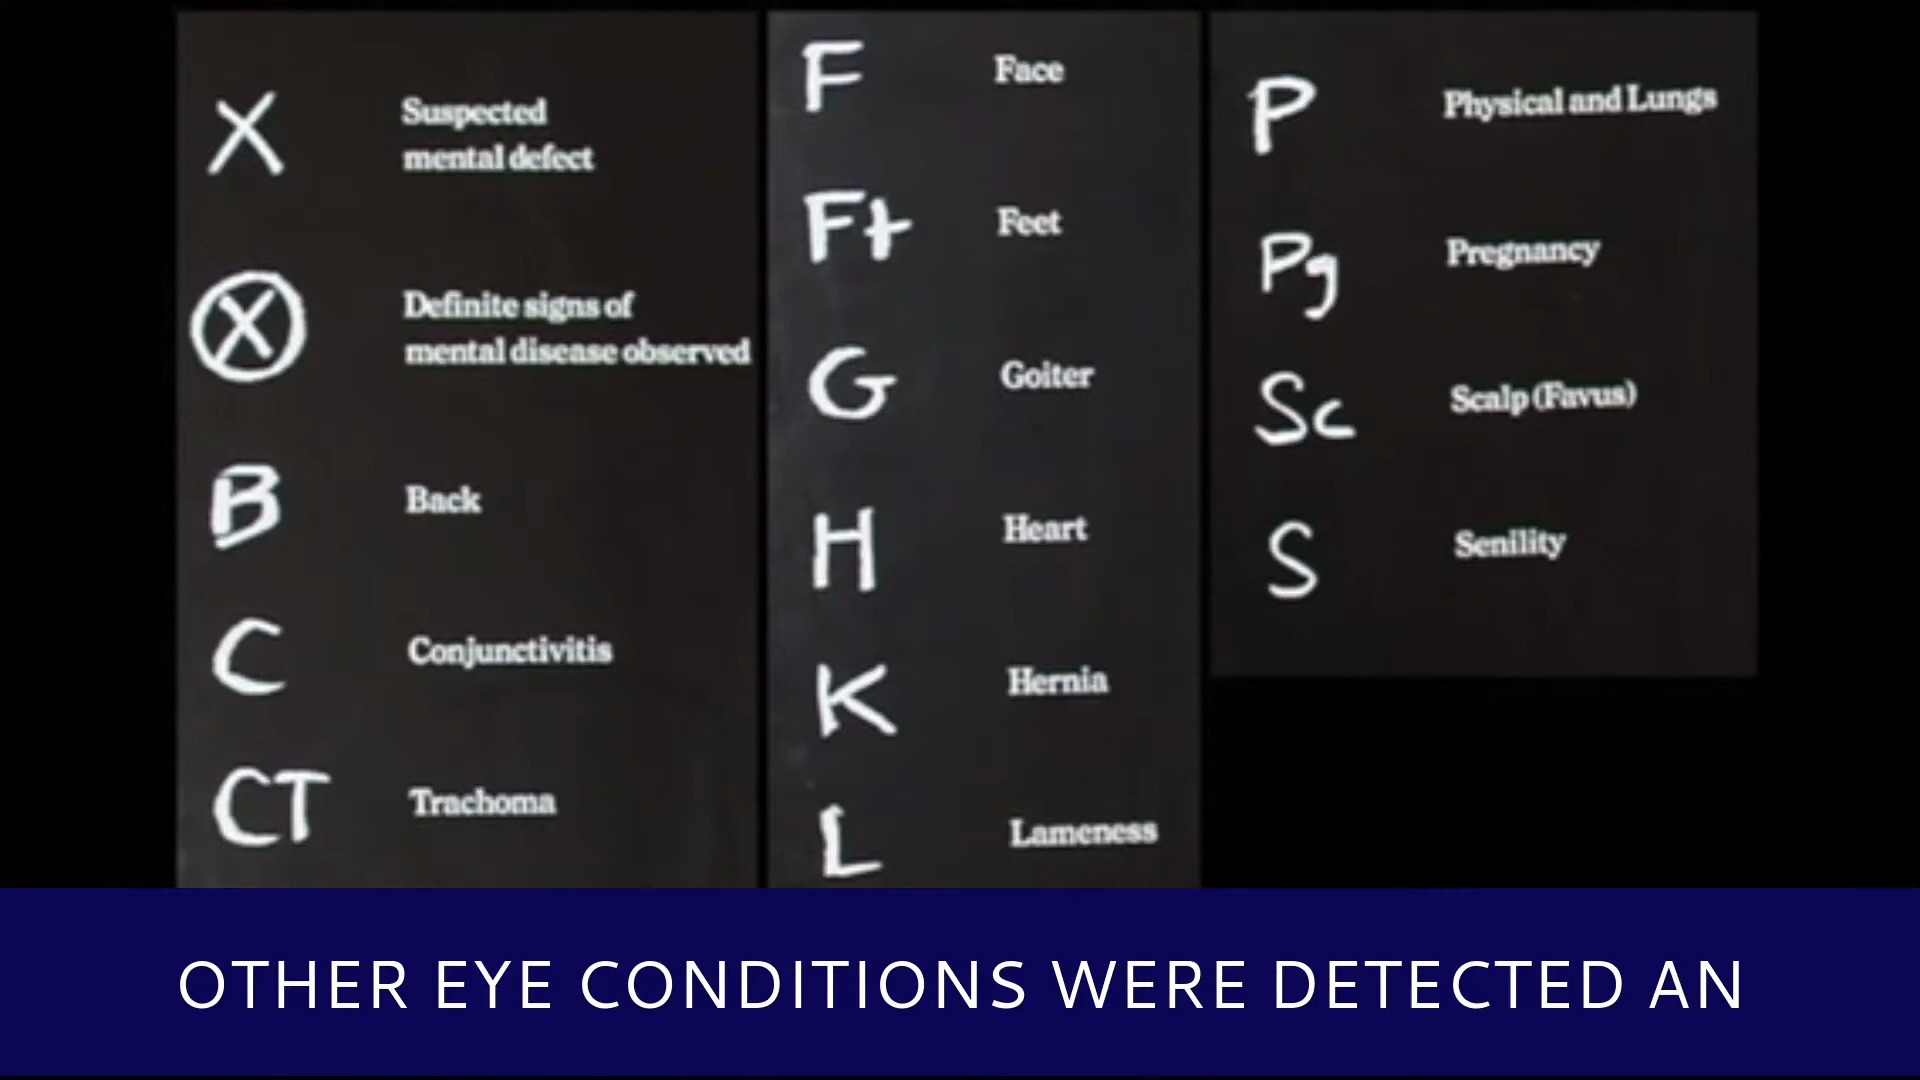 X Suspected
mental defect
X Definite signs of
mental disease observed
B Back
C Conjunctivitis
CT Trachoma
F Face
Ft Feet
G Goiter
H Heart
K Hernia
L Lameness
P Physical and Lungs
Pg Pregnancy
Sc Scalp (Favus)
S Senility
OTHER EYE CONDITIONS WERE DETECTED AN